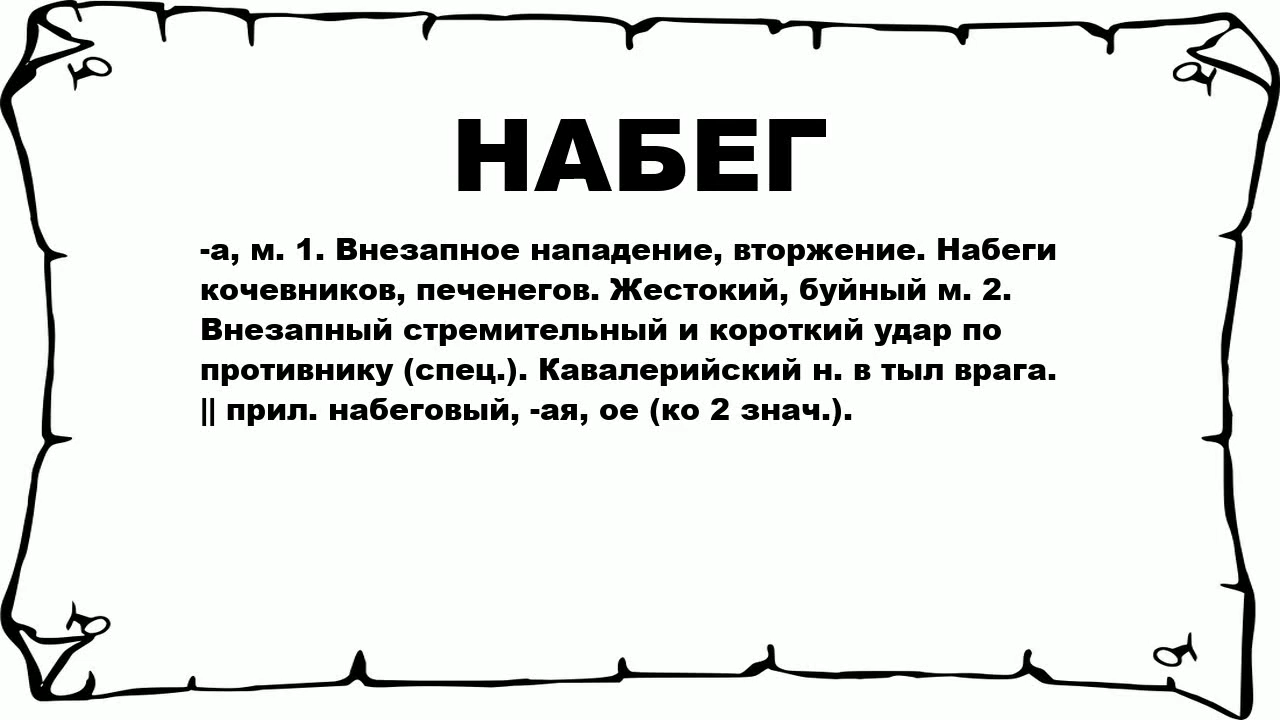 НАБЕГ
-а, м. 1. Внезапное нападение, вторжение. Набеги
кочевников, печенегов. Жестокий, буйный м. 2.
Внезапный стремительный и короткий удар по
противнику (спец.). Кавалерийский н. в тыл врага.
|| прил. набеговый, -ая, ое (ко 2 знач.).